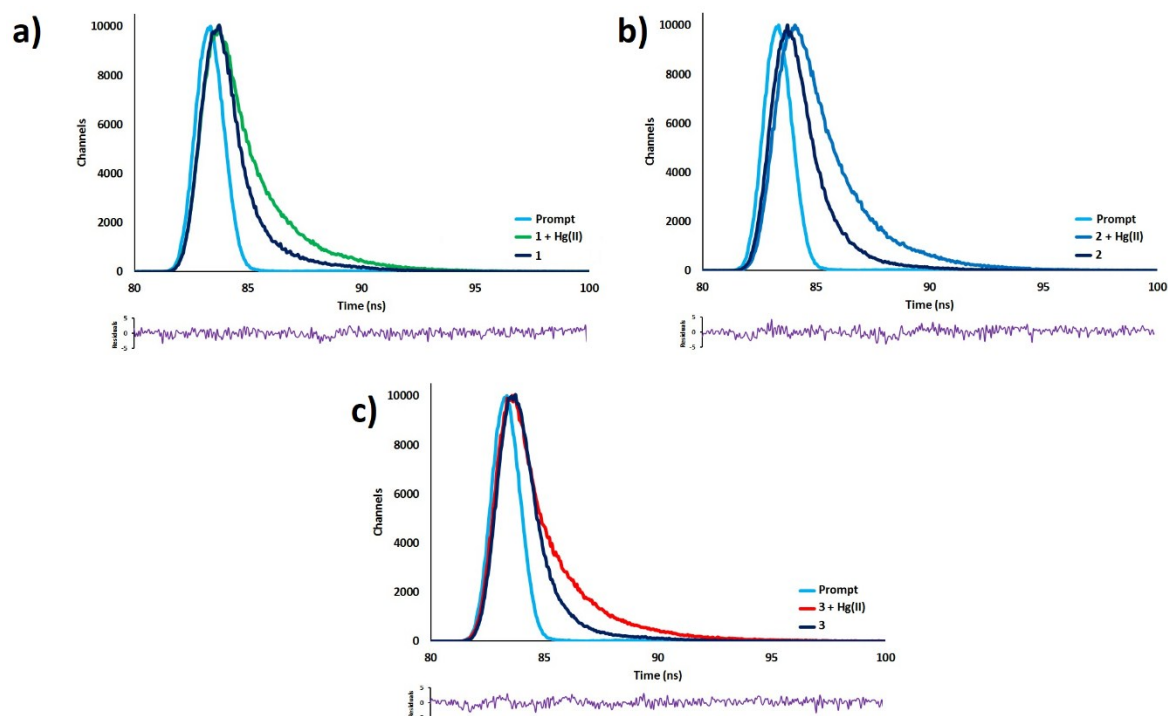 a)
10000
8000
6000
4000
2000
0
Channels
80 85 90 95 100
Time (ns)
Prompt
1 + Hg(II)
1
5
0
-5
Residuals
b)
10000
8000
6000
4000
2000
0
Channels
80 85 90 95 100
Time (ns)
Prompt
2 + Hg(II)
2
5
0
-5
Residuals
c)
10000
8000
6000
4000
2000
0
Channels
80 85 90 95 100
Time (ns)
Prompt
3 + Hg(II)
3
5
0
-5
Residuals